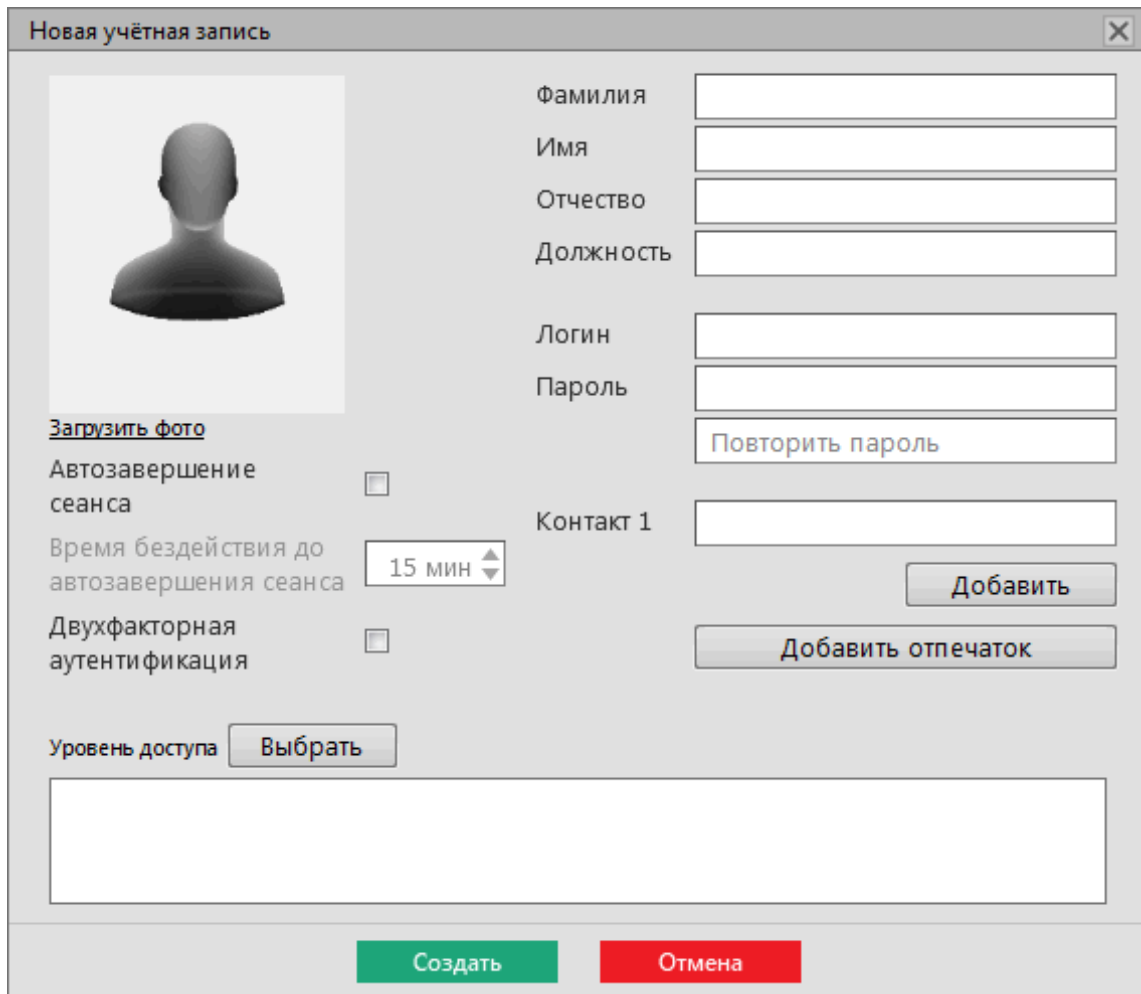 Новая учётная запись
Фамилия
Имя
Отчество
Должность
Логин
Пароль
Повторить пароль
Контакт 1
Добавить
Добавить отпечаток
Загрузить фото
Автозавершение
сеанса
Время бездействия до
автозавершения сеанса
15 мин
Двухфакторная
аутентификация
Уровень доступа
Выбрать
Создать
Отмена